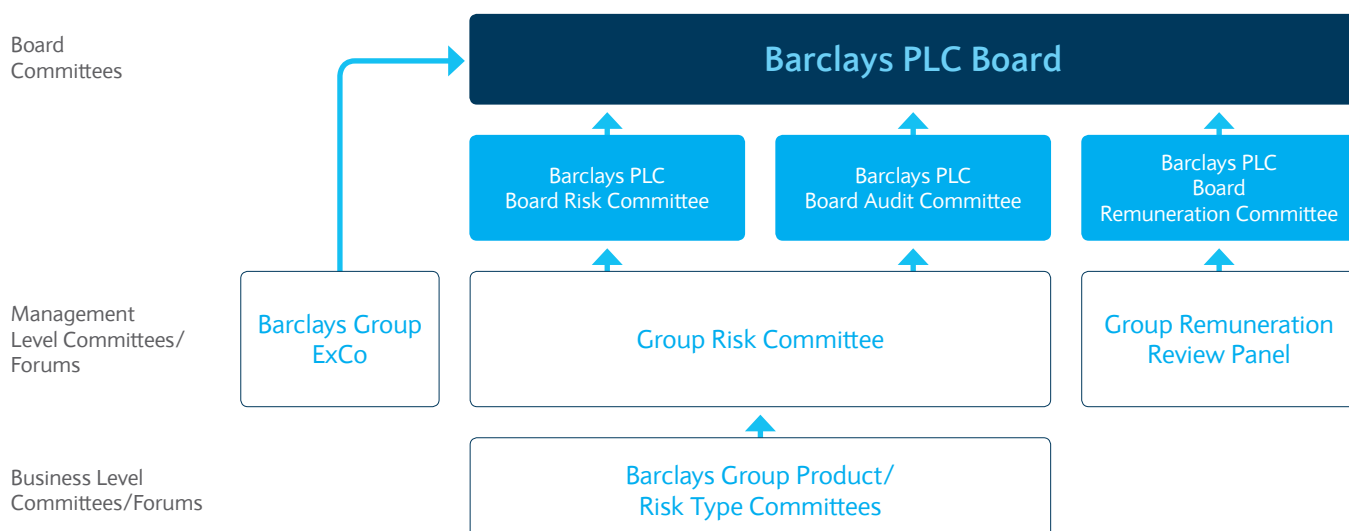 Board
Committees
Barclays PLC Board
Barclays PLC
Board Risk Committee
Barclays PLC
Board Audit Committee
Barclays PLC
Board
Remuneration Committee
Management
Level Committees/
Forums
Barclays Group
ExCo
Group Risk Committee
Group Remuneration
Review Panel
Business Level
Committees/Forums
Barclays Group Product/
Risk Type Committees